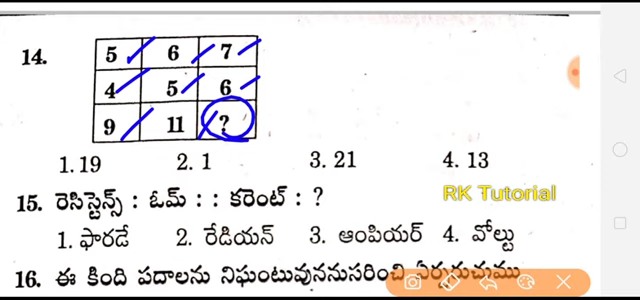 14.
5 6 7
4 5 6
9 11 ?
1. 19 2. 1 3. 21 4. 13
15. రెసిస్టెన్స్ : ఓమ్ : : కరెంట్ : ?
RK Tutorial
1. ఫారడే 2. రేడియన్ 3. ఆంపియర్ 4. వోల్టు
16. ఈ కింది పదాలను నిఘంటువుననుసరించి